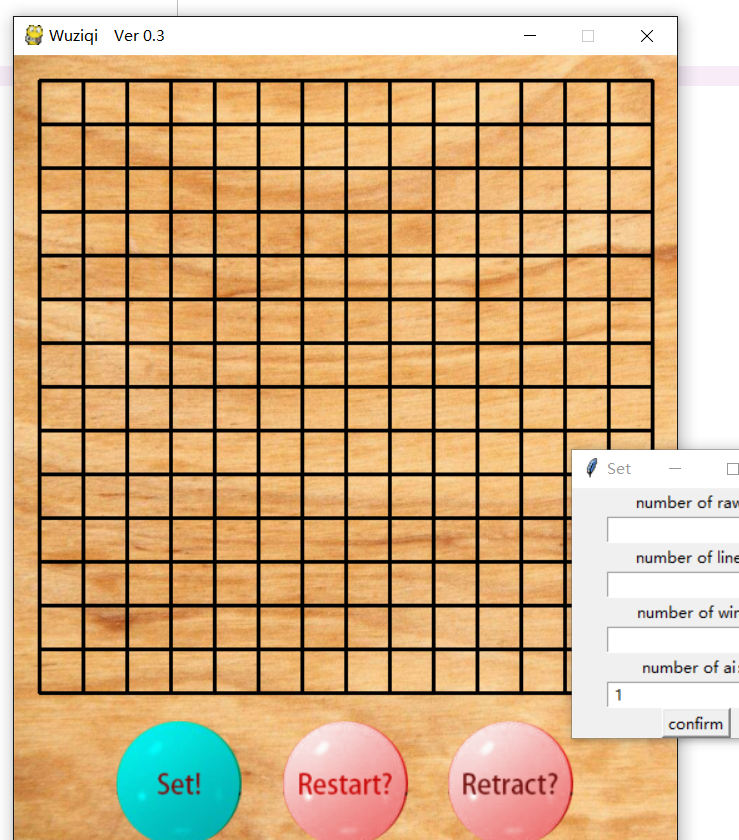 Wuziqi Ver 0.3
Set
number of raw
number of line
number of win
number of ai:
1
confirm
Set!
Restart?
Retract?